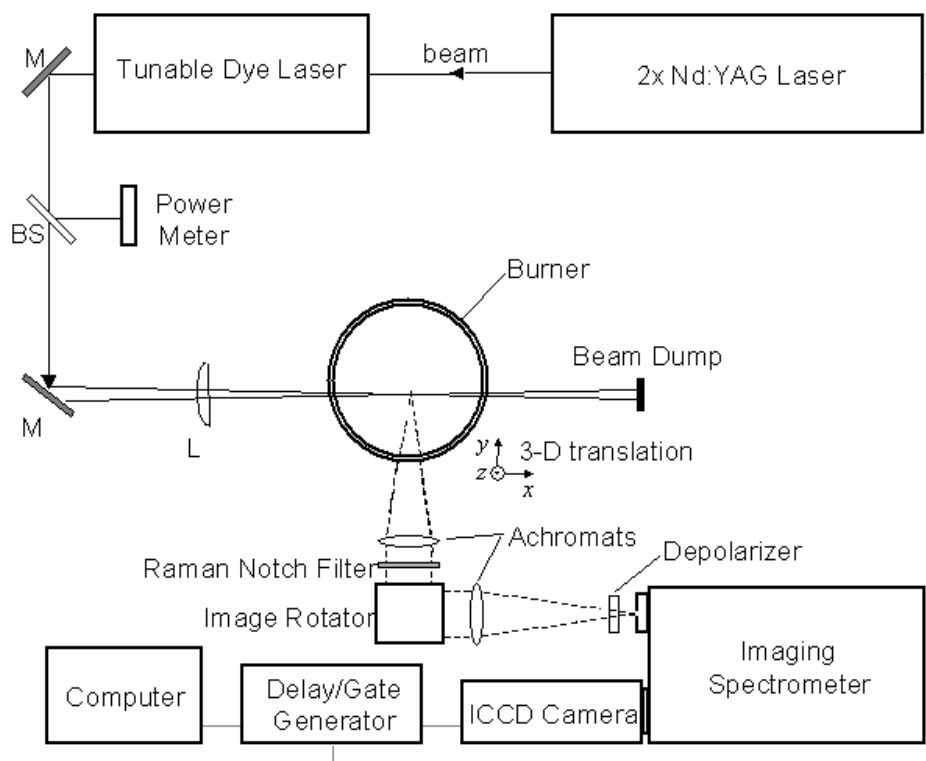 M
Tunable Dye Laser
beam
2x Nd:YAG Laser
BS
Power
Meter
Burner
Beam Dump
M
L
y
z
x
3-D translation
Achromats
Raman Notch Filter
Depolarizer
Image Rotator
Imaging
Spectrometer
Computer
Delay/Gate
Generator
ICCD Camera